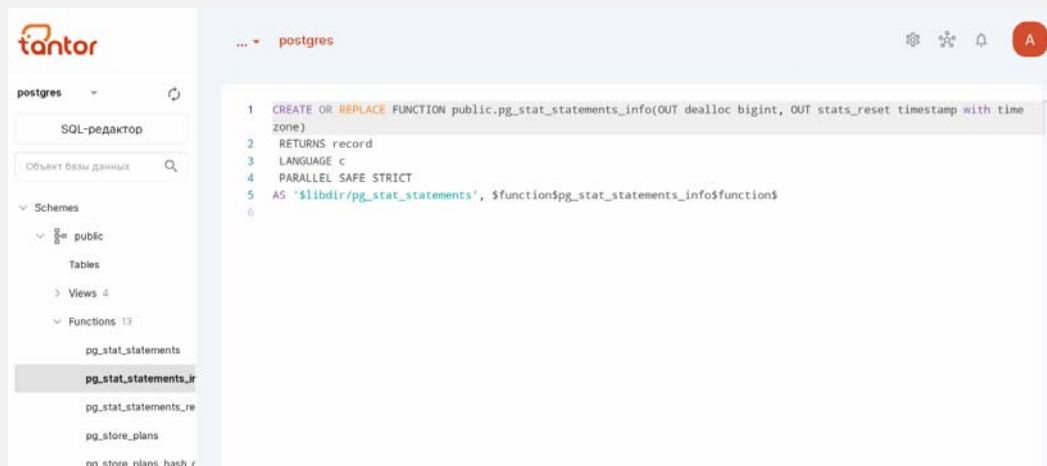 tantor
... postgres
A
postgres
SQL-редактор
Объект базы данных
Schemes
public
Tables
Views 4
Functions 13
pg_stat_statements
pg_stat_statements_ir
pg_stat_statements_re
pg_store_plans
pg_store_plans_hash_c
1 CREATE OR REPLACE FUNCTION public.pg_stat_statements_info(OUT dealloc bigint, OUT stats_reset timestamp with time
zone)
2 RETURNS record
3 LANGUAGE c
4 PARALLEL SAFE STRICT
5 AS '$libdir/pg_stat_statements', $function$pg_stat_statements_info$function$
6